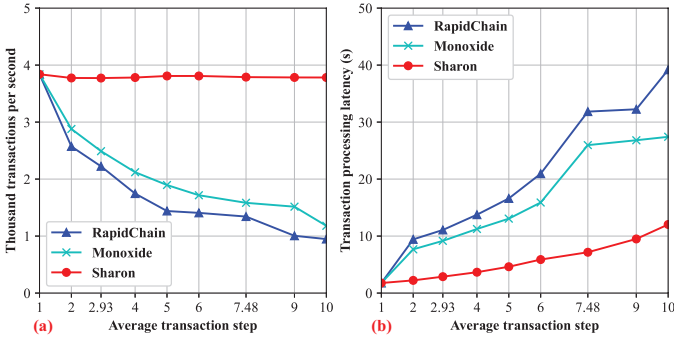 5
4
3
2
1
0
Thousand transactions per second
RapidChain
Monoxide
Sharon
1 2 2.93 4 5 6 7.48 9 10
Average transaction step
(a)
50
40
30
20
10
0
Transaction processing latency (s)
RapidChain
Monoxide
Sharon
1 2 2.93 4 5 6 7.48 9 10
Average transaction step
(b)